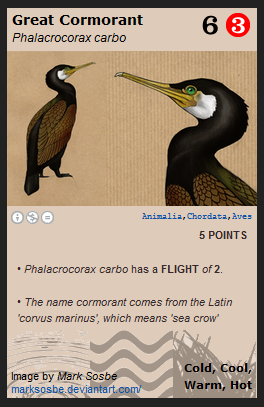 Great Cormorant
Phalacrocorax carbo
6 3
Animalia,Chordata,Aves
5 POINTS
• Phalacrocorax carbo has a FLIGHT of 2.
• The name cormorant comes from the Latin
'corvus marinus', which means 'sea crow'
Image by Mark Sosbe
marksosbe.deviantart.com/
Cold, Cool,
Warm, Hot